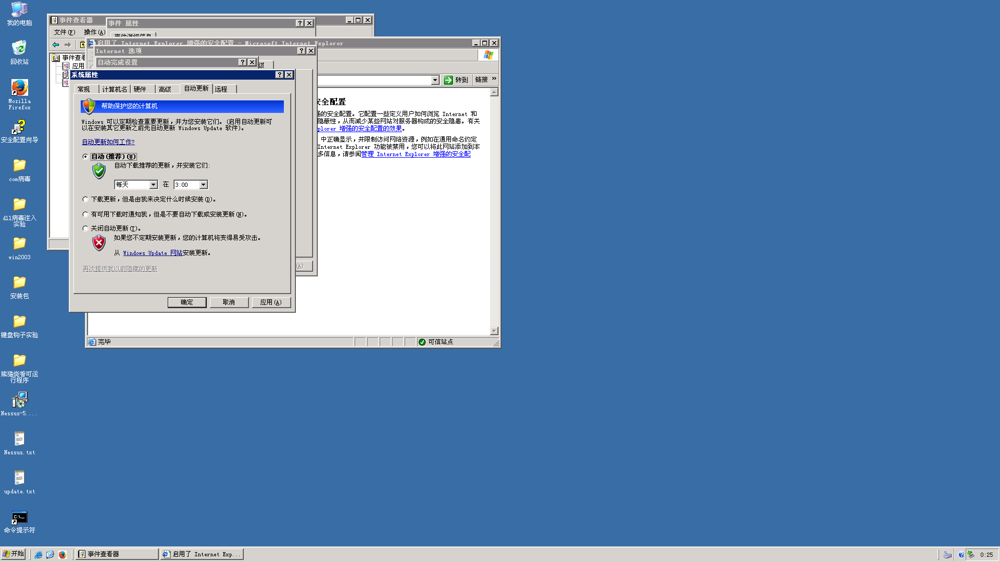 我的电脑
回收站
Mozilla
Firefox
安全配置向导
com病毒
dll病毒注入
实验
win2003
安装包
键盘钩子实验
熊猫烧香可运
行程序
Nessus-5....
Nessus.txt
update.txt
命令提示符
事件查看器
文件(F) 操作(A)
事件查看
应用
事件 属性
事件详细信息
启用了 Internet Explorer 增强的安全配置 - Microsoft Internet Explorer
转到 链接 »
安全配置
强的安全配置。它配置一些定义用户如何浏览 Internet 和
隐蔽性，从而减少某些网站对服务器构成的安全隐患。有关
plorer 增强的安全配置的效果。
中正确显示，并限制访问网络资源，例如在通用命名约定
Internet Explorer 功能被禁用，您可以将此网站添加到本
多信息，请参阅管理 Internet Explorer 增强的安全配
完毕
可信站点
Internet 选项
级
(A)
自动完成设置
系统属性
常规 计算机名 硬件 高级 自动更新 远程
帮助保护您的计算机
Windows 可以定期检查重要更新，并为您安装它们。(启用自动更新可
以在安装其它更新之前先自动更新 Windows Update 软件)。
自动更新如何工作?
自动(推荐)(U)
自动下载推荐的更新，并安装它们:
每天 在 3:00
下载更新，但是由我来决定什么时候安装(D)。
有可用下载时通知我，但是不要自动下载或安装更新(N)。
关闭自动更新(T)。
如果您不定期安装更新，您的计算机将变得易受攻击。
从 Windows Update 网站安装更新。
再次提供我以前隐藏的更新
确定 取消 应用(A)
开始 事件查看器 启用了 Internet Exp... 0:25